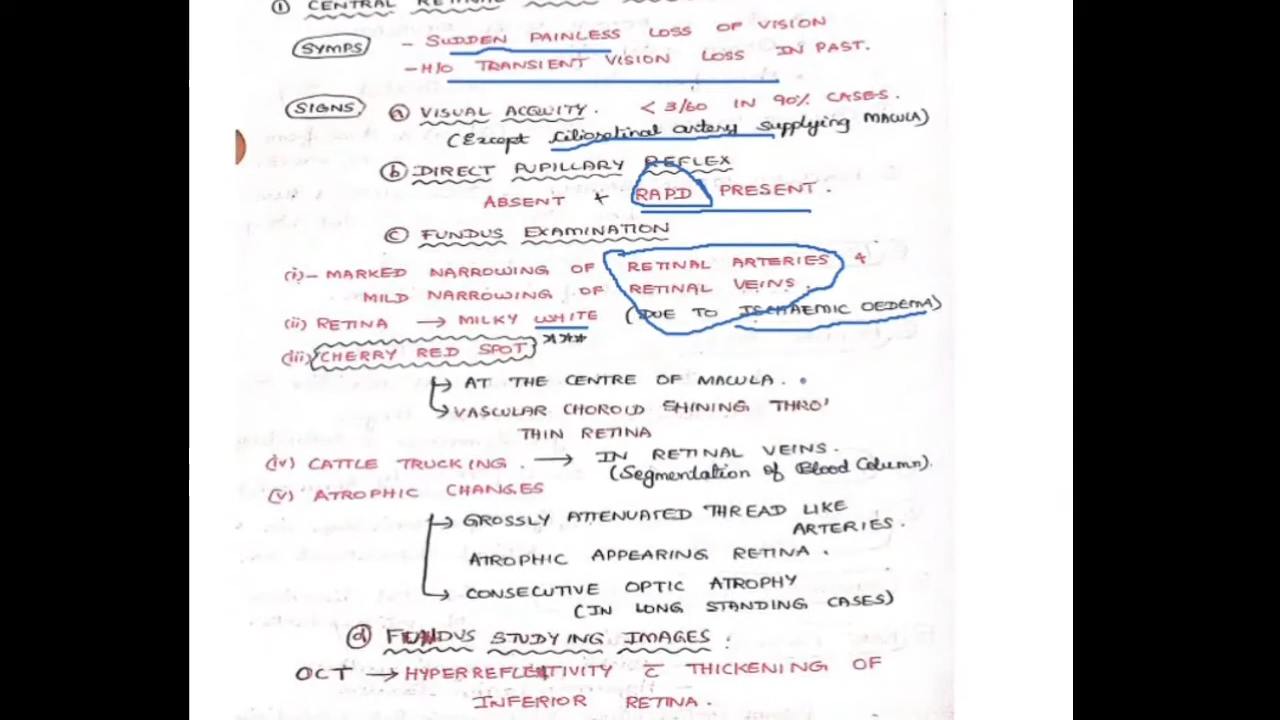 ① CENTRAL RETINAL
SYMPS - SUDDEN PAINLESS LOSS OF VISION
- H/O TRANSIENT VISION LOSS IN PAST.
SIGNS ⓐ VISUAL ACQUITY. < 3/60 IN 90% CASES.
(Except Cilioretinal artery supplying MACULA)
ⓑ DIRECT PUPILLARY REFLEX
ABSENT + RAPD PRESENT.
ⓒ FUNDUS EXAMINATION
(i) - MARKED NARROWING OF RETINAL ARTERIES +
MILD NARROWING OF RETINAL VEINS.
(ii) RETINA → MILKY WHITE (DUE TO ISCHAEMIC OEDEMA)
(iii) CHERRY RED SPOT ***
↳ AT THE CENTRE OF MACULA.
↳ VASCULAR CHOROID SHINING THRO'
THIN RETINA
(iv) CATTLE TRUCKING. → IN RETINAL VEINS.
(Segmentation of Blood Column).
(v) ATROPHIC CHANGES
↳ GROSSLY ATTENUATED THREAD LIKE
ARTERIES.
ATROPHIC APPEARING RETINA.
↳ CONSECUTIVE OPTIC ATROPHY
(IN LONG STANDING CASES)
ⓓ FUNDUS STUDYING IMAGES:
OCT → HYPERREFLECTIVITY c̄ THICKENING OF
INFERIOR RETINA.